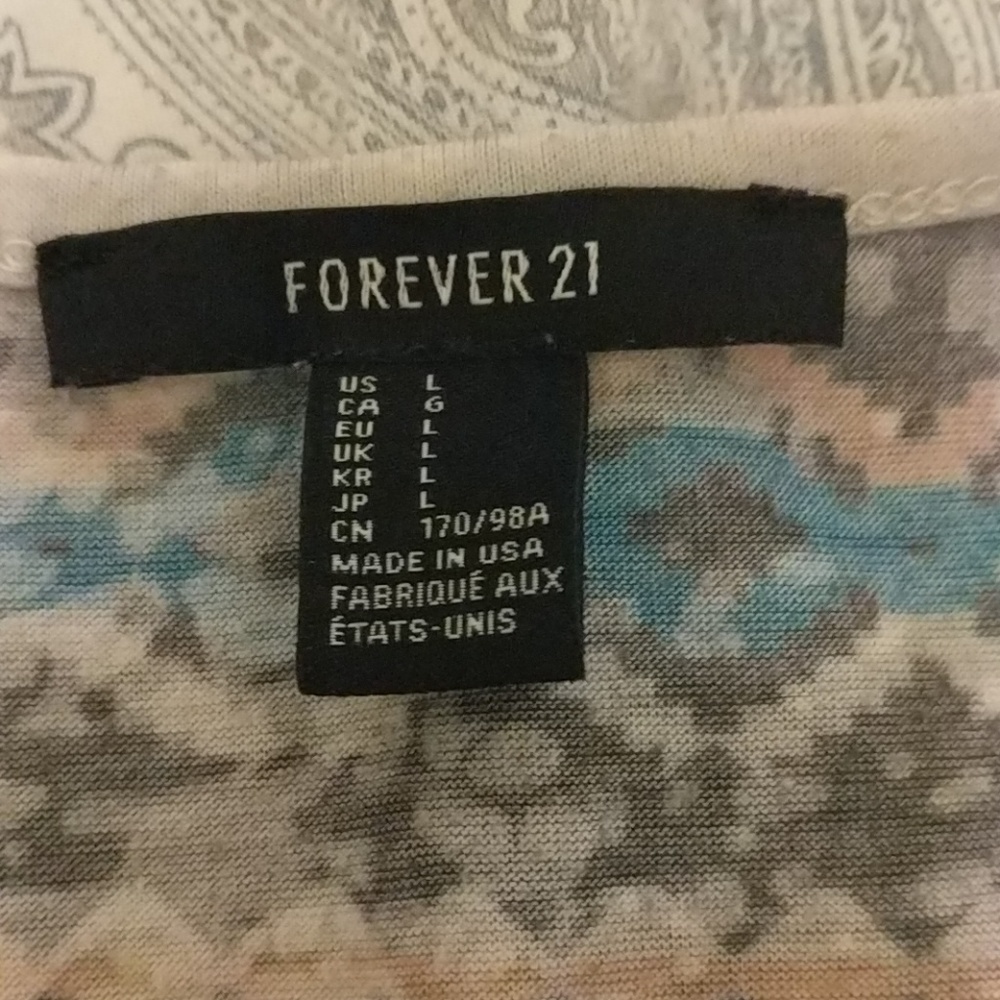 FOREVER 21
US L
CA G
EU L
UK L
KR L
JP L
CN 170/98A
MADE IN USA
FABRIQUÉ AUX
ÉTATS-UNIS